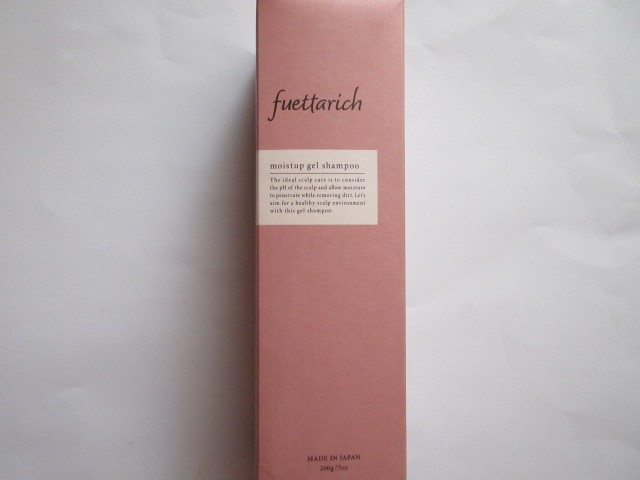 fuettarich
moistup gel shampoo
The ideal scalp care is to consider
the pH of the scalp and allow moisture
to penetrate while removing dirt. Let's
aim for a healthy scalp environment
with this gel shampoo.
MADE IN JAPAN
200g/7oz